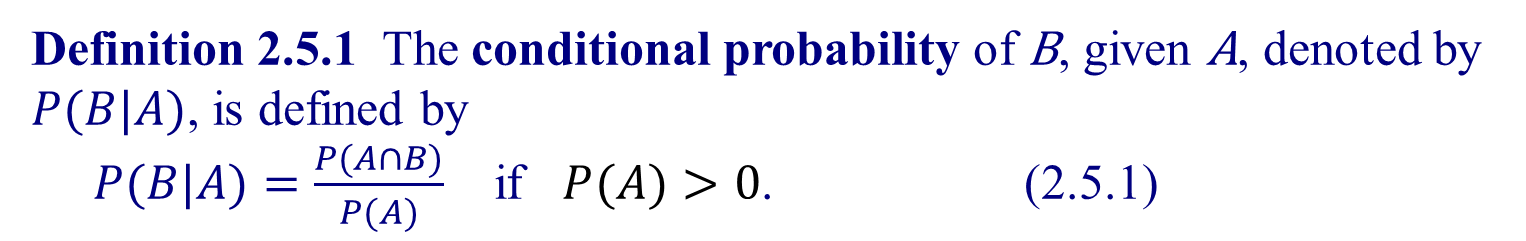 Definition 2.5.1 The conditional probability of B, given A, denoted by
P(B|A), is defined by
P(B|A) = P(A∩B)/P(A) if P(A) > 0. (2.5.1)